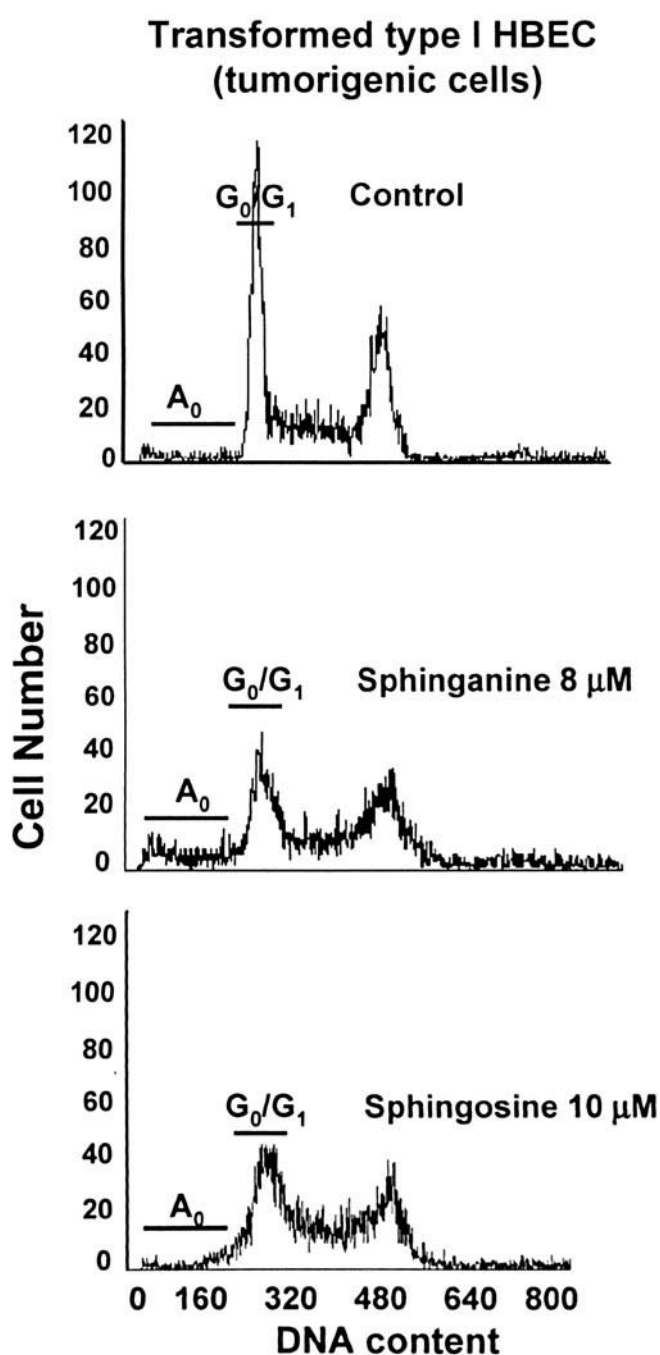 Transformed type I HBEC
(tumorigenic cells)
120
100
80
60
40
20
0
G₀/G₁
Control
A₀
120
100
80
60
40
20
0
G₀/G₁
Sphinganine 8 μM
A₀
Cell Number
120
100
80
60
40
20
0
G₀/G₁
Sphingosine 10 μM
A₀
0 160 320 480 640 800
DNA content